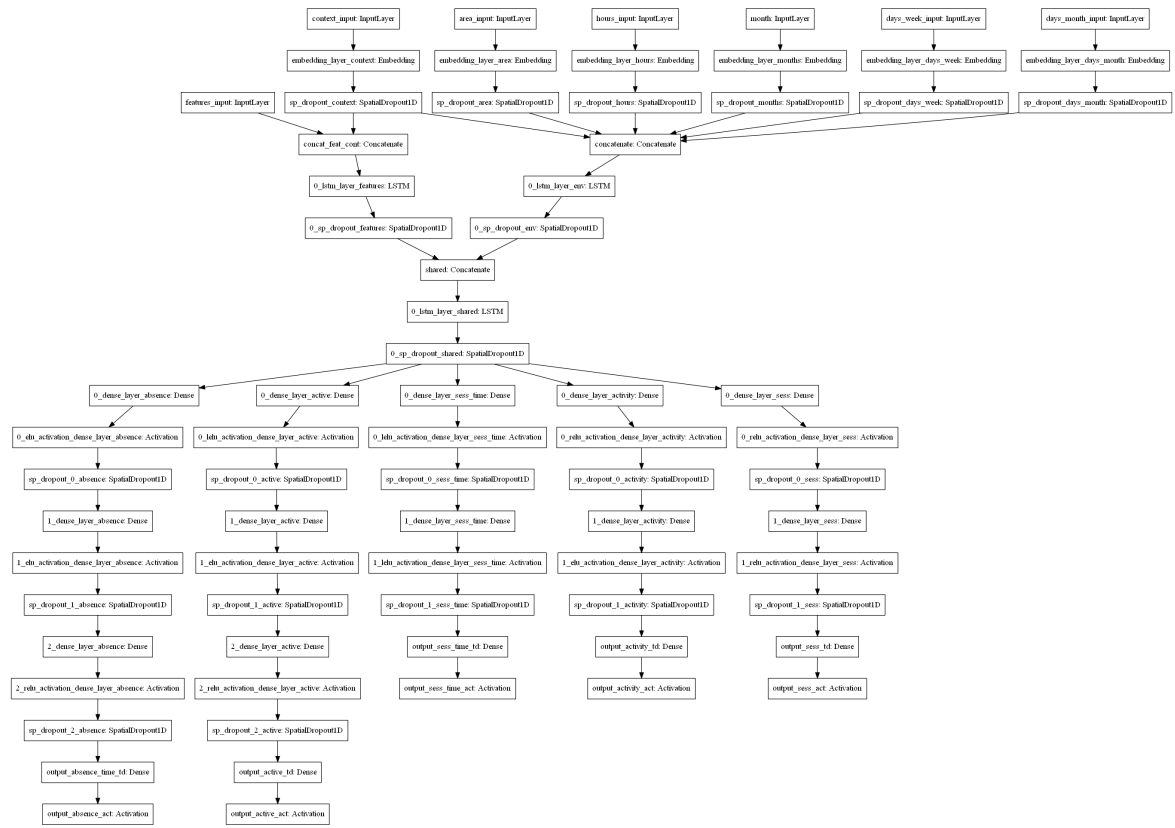 context_input: InputLayer
area_input: InputLayer
hours_input: InputLayer
month: InputLayer
days_week_input: InputLayer
days_month_input: InputLayer
embedding_layer_context: Embedding
embedding_layer_area: Embedding
embedding_layer_hours: Embedding
embedding_layer_months: Embedding
embedding_layer_days_week: Embedding
embedding_layer_days_month: Embedding
features_input: InputLayer
sp_dropout_context: SpatialDropout1D
sp_dropout_area: SpatialDropout1D
sp_dropout_hours: SpatialDropout1D
sp_dropout_months: SpatialDropout1D
sp_dropout_days_week: SpatialDropout1D
sp_dropout_days_month: SpatialDropout1D
concat_feat_cont: Concatenate
concatenate: Concatenate
0_lstm_layer_features: LSTM
0_lstm_layer_env: LSTM
0_sp_dropout_features: SpatialDropout1D
0_sp_dropout_env: SpatialDropout1D
shared: Concatenate
0_lstm_layer_shared: LSTM
0_sp_dropout_shared: SpatialDropout1D
0_dense_layer_absence: Dense
0_dense_layer_active: Dense
0_dense_layer_sess_time: Dense
0_dense_layer_activity: Dense
0_dense_layer_sess: Dense
0_elu_activation_dense_layer_absence: Activation
0_lelu_activation_dense_layer_active: Activation
0_lelu_activation_dense_layer_sess_time: Activation
0_relu_activation_dense_layer_activity: Activation
0_relu_activation_dense_layer_sess: Activation
sp_dropout_0_absence: SpatialDropout1D
sp_dropout_0_active: SpatialDropout1D
sp_dropout_0_sess_time: SpatialDropout1D
sp_dropout_0_activity: SpatialDropout1D
sp_dropout_0_sess: SpatialDropout1D
1_dense_layer_absence: Dense
1_dense_layer_active: Dense
1_dense_layer_sess_time: Dense
1_dense_layer_activity: Dense
1_dense_layer_sess: Dense
1_elu_activation_dense_layer_absence: Activation
1_elu_activation_dense_layer_active: Activation
1_lelu_activation_dense_layer_sess_time: Activation
1_elu_activation_dense_layer_activity: Activation
1_relu_activation_dense_layer_sess: Activation
sp_dropout_1_absence: SpatialDropout1D
sp_dropout_1_active: SpatialDropout1D
sp_dropout_1_sess_time: SpatialDropout1D
sp_dropout_1_activity: SpatialDropout1D
sp_dropout_1_sess: SpatialDropout1D
2_dense_layer_absence: Dense
2_dense_layer_active: Dense
output_sess_time_td: Dense
output_activity_td: Dense
output_sess_td: Dense
2_relu_activation_dense_layer_absence: Activation
2_relu_activation_dense_layer_active: Activation
output_sess_time_act: Activation
output_activity_act: Activation
output_sess_act: Activation
sp_dropout_2_absence: SpatialDropout1D
sp_dropout_2_active: SpatialDropout1D
output_absence_time_td: Dense
output_active_td: Dense
output_absence_act: Activation
output_active_act: Activation